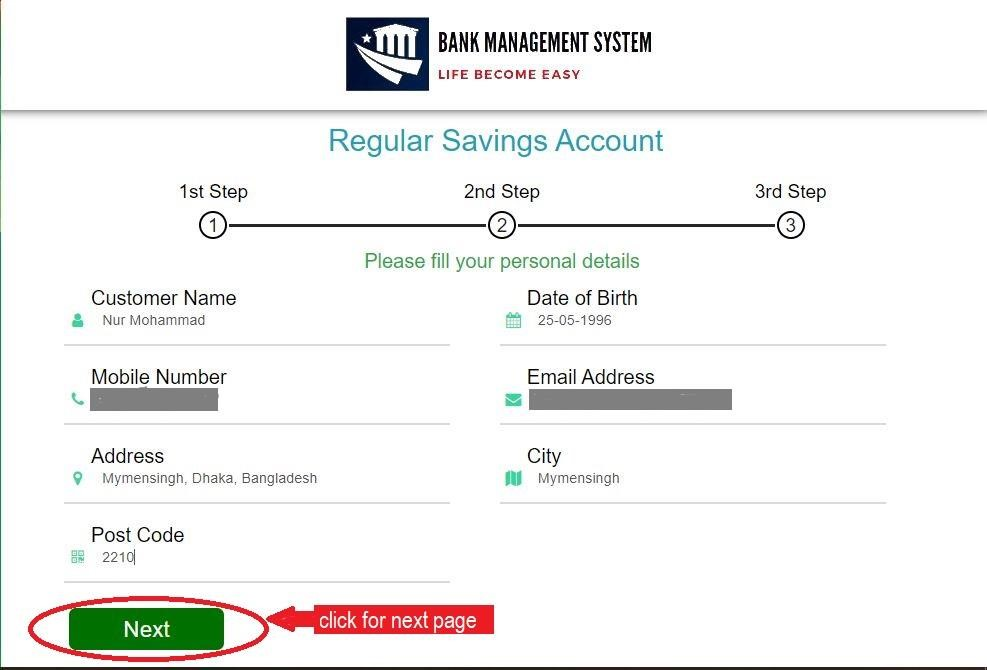 BANK MANAGEMENT SYSTEM
LIFE BECOME EASY
Regular Savings Account
1st Step
2nd Step
3rd Step
1
2
3
Please fill your personal details
Customer Name
Nur Mohammad
Date of Birth
25-05-1996
Mobile Number
Email Address
Address
Mymensingh, Dhaka, Bangladesh
City
Mymensingh
Post Code
2210
Next
click for next page